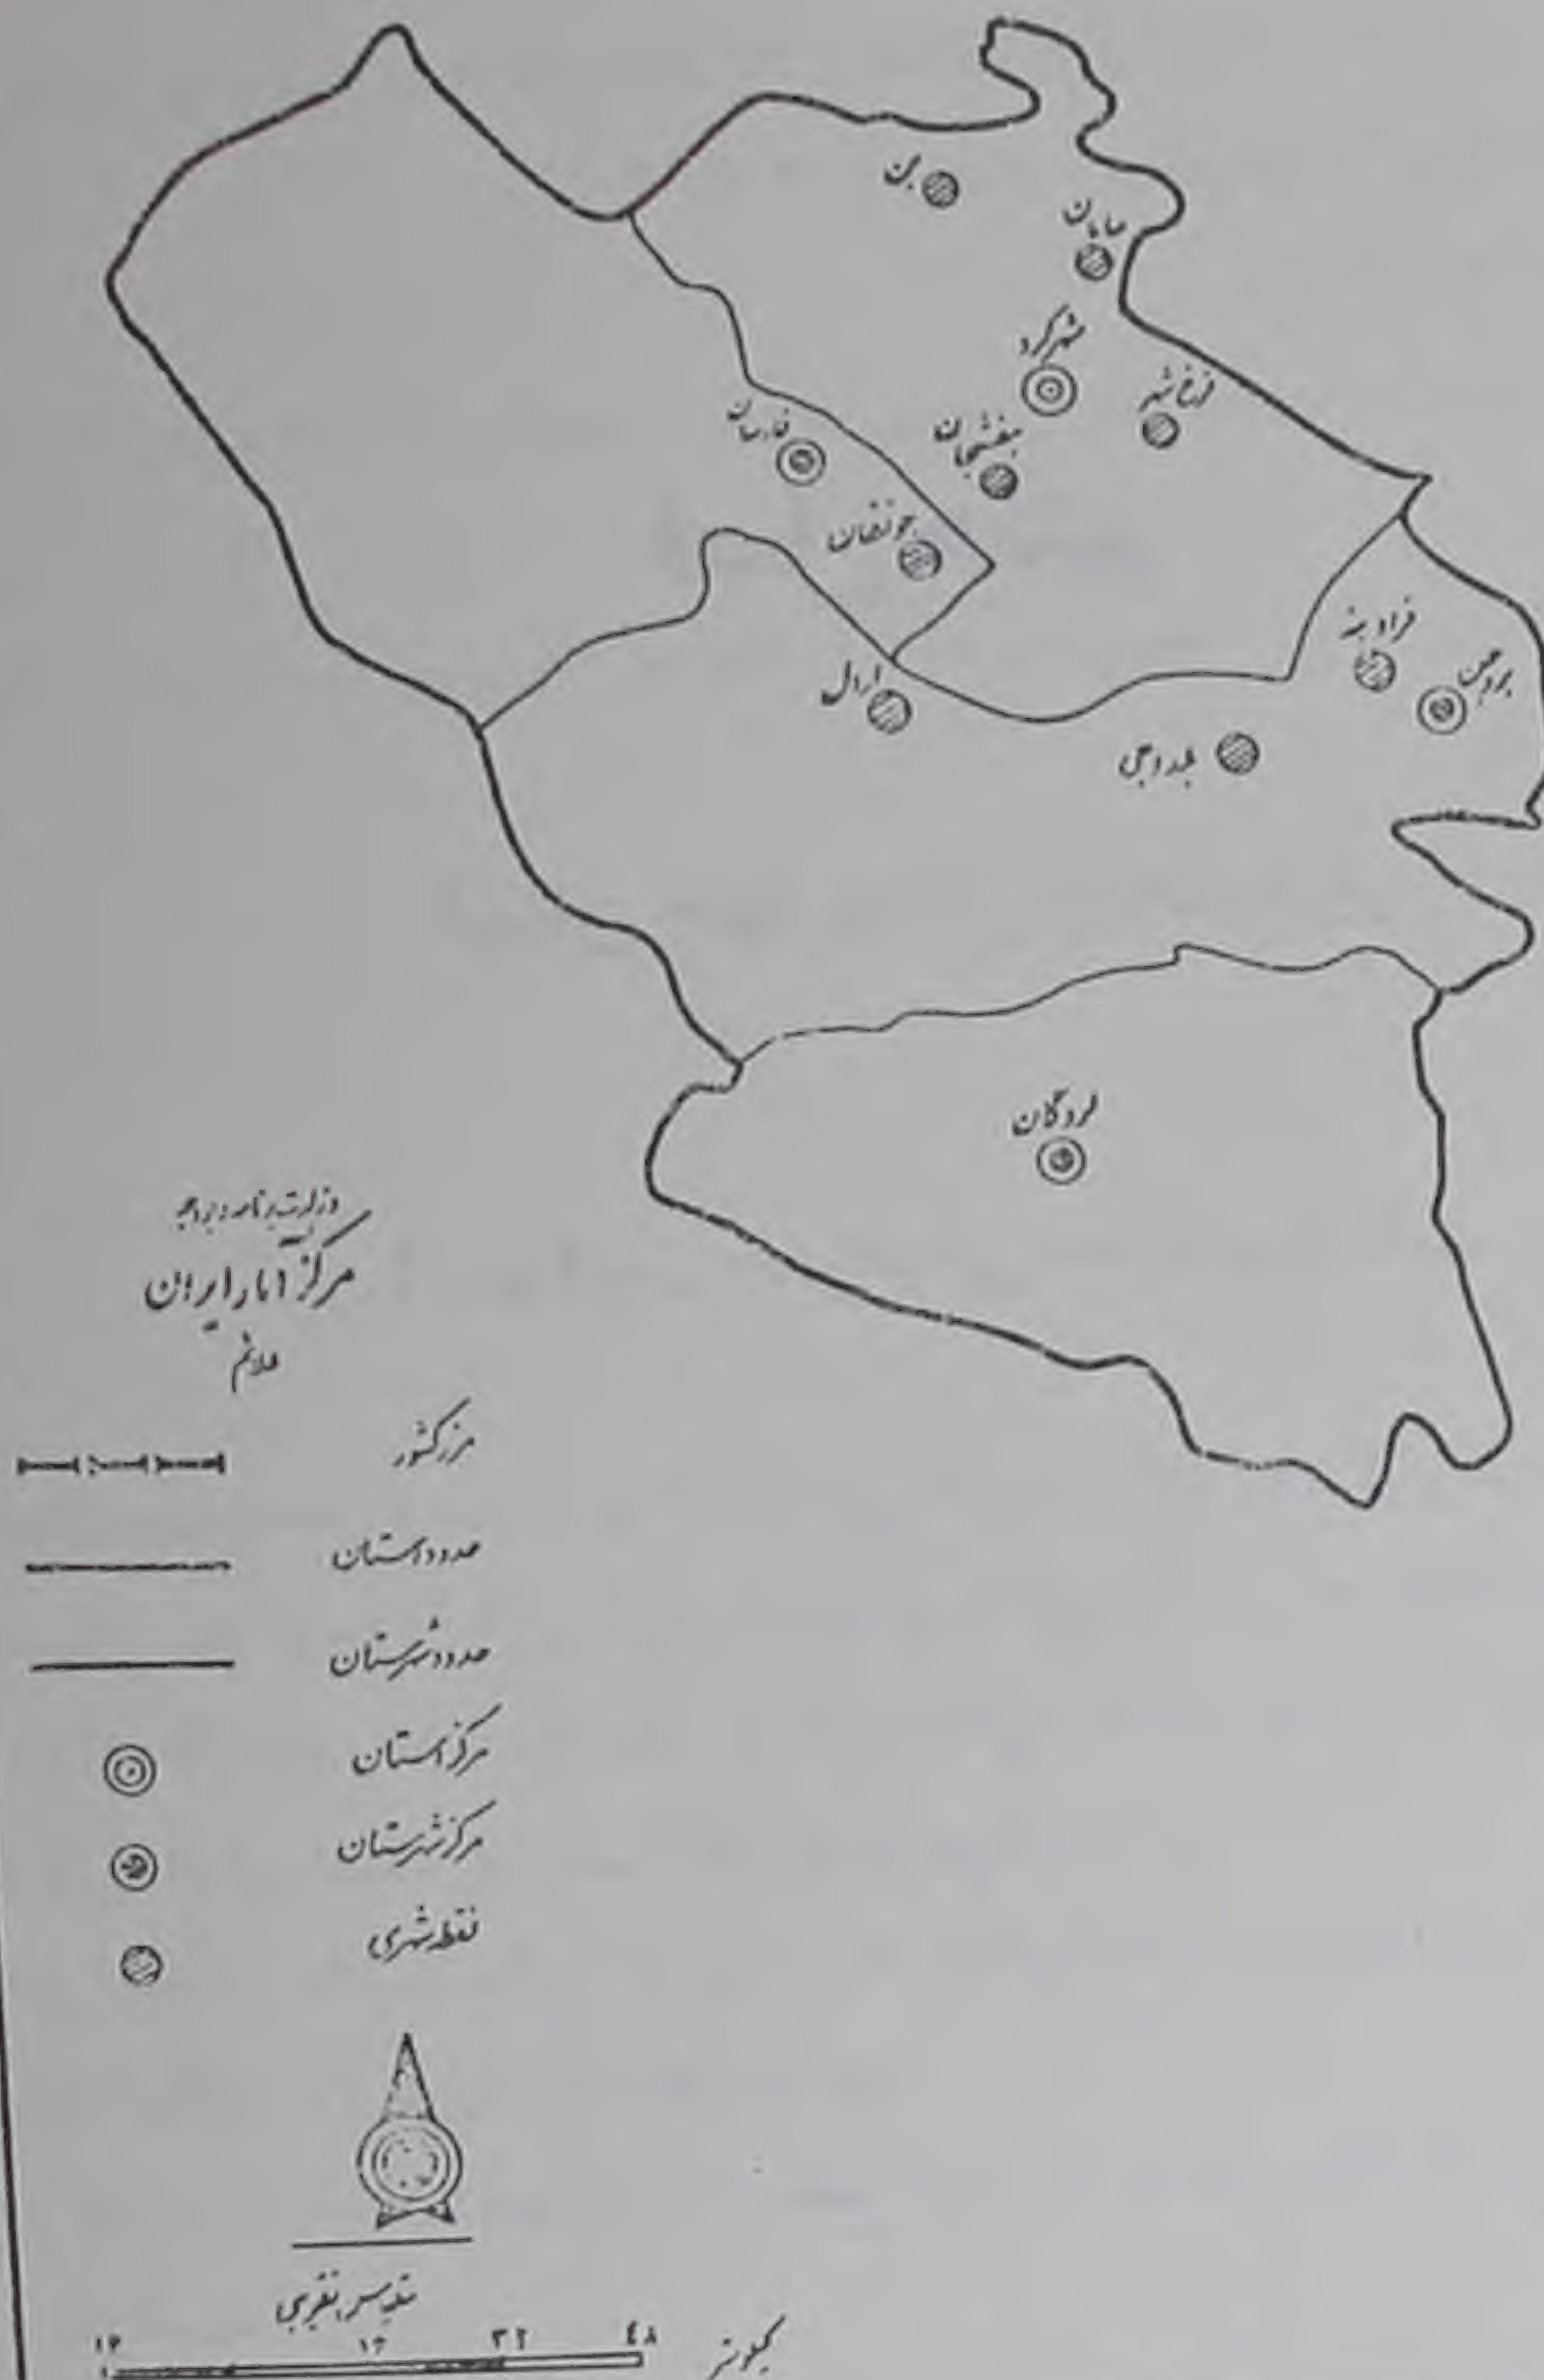 بن
سامان
شهرکرد
فرخ شهر
هفشجان
فارسان
جونقان
فرادبنه
بروجن
اردل
بلداجی
لردگان
وزارت برنامه و بودجه
مرکز آمار ایران
علائم
مرز کشور
حدود استان
حدود شهرستان
مرکز استان
مرکز شهرستان
نقطه شهری
مقیاس تقریبی
۱۶ ۱۶ ۳۲ ۴۸ کیلومتر